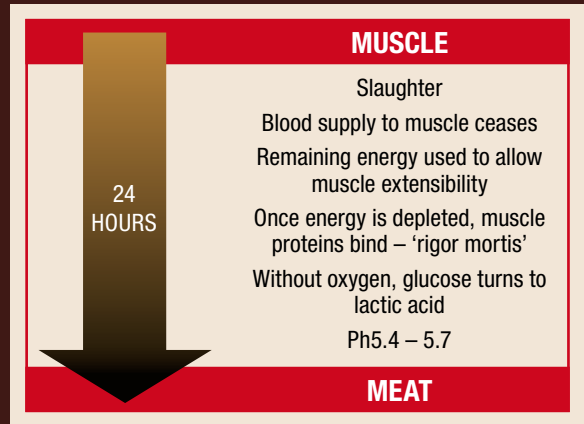 MUSCLE
Slaughter
Blood supply to muscle ceases
Remaining energy used to allow
muscle extensibility
24
HOURS
Once energy is depleted, muscle
proteins bind – ‘rigor mortis’
Without oxygen, glucose turns to
lactic acid
Ph5.4 – 5.7
MEAT